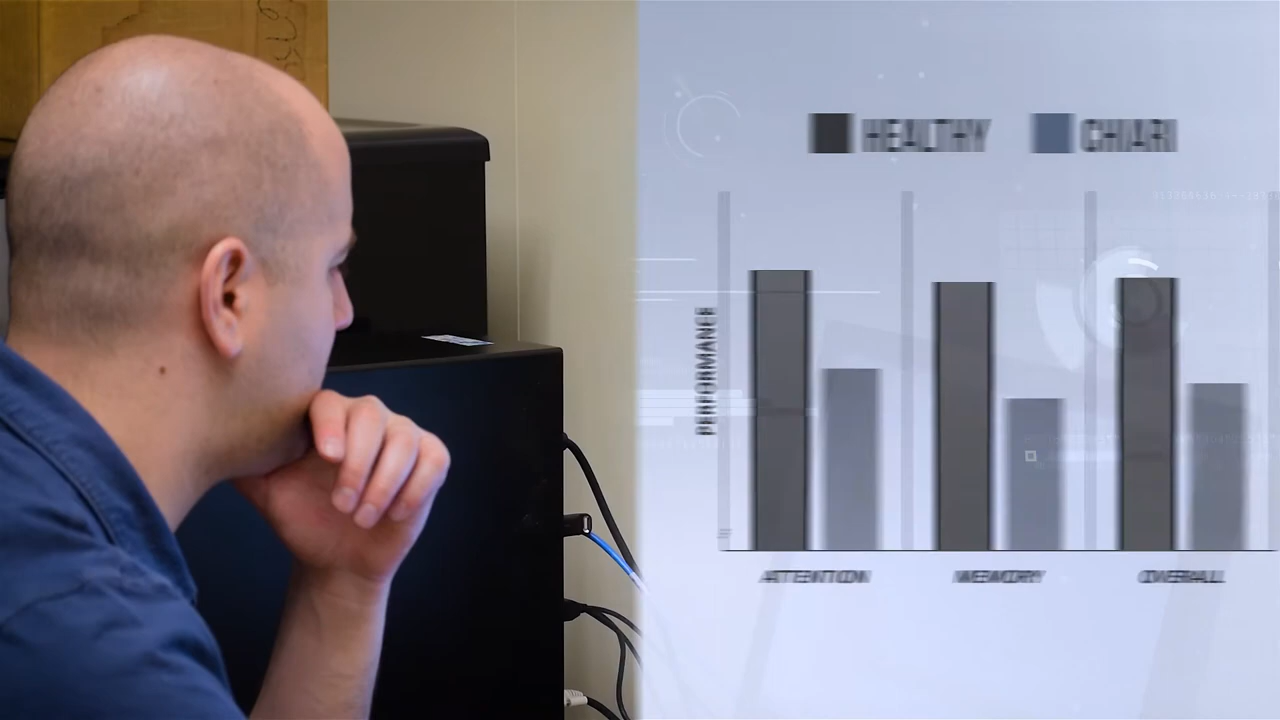 HEALTHY
CHIARI
PERFORMANCE
ATTENTION
MEMORY
OVERALL